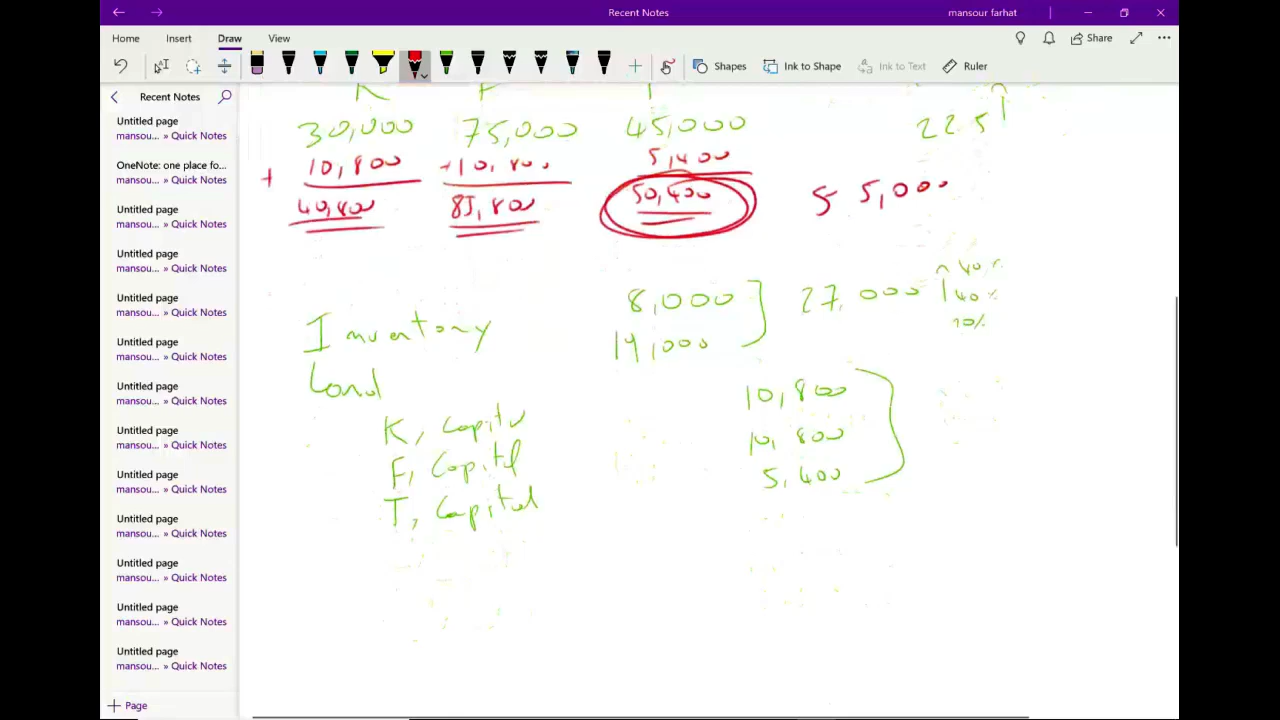 Recent Notes
mansour farhat
Home Insert Draw View
Share
Shapes
Ink to Shape
Ink to Text
Ruler
Recent Notes
Untitled page
mansou... » Quick Notes
OneNote: one place fo...
mansou... » Quick Notes
Untitled page
mansou... » Quick Notes
Untitled page
mansou... » Quick Notes
Untitled page
mansou... » Quick Notes
Untitled page
mansou... » Quick Notes
Untitled page
mansou... » Quick Notes
Untitled page
mansou... » Quick Notes
Untitled page
mansou... » Quick Notes
Untitled page
mansou... » Quick Notes
Untitled page
mansou... » Quick Notes
Untitled page
mansou... » Quick Notes
Untitled page
mansou... » Quick Notes
+ Page
30,000 75,000 45,000 22.5
+ 10,800 +10,800 5,400
40,800 85,800 50,400 55,000
Inventory 8,000 27,000 40%
Land 19,000 40%
K, Capital 10,800
F, Capital 10,800
T, Capital 5,400